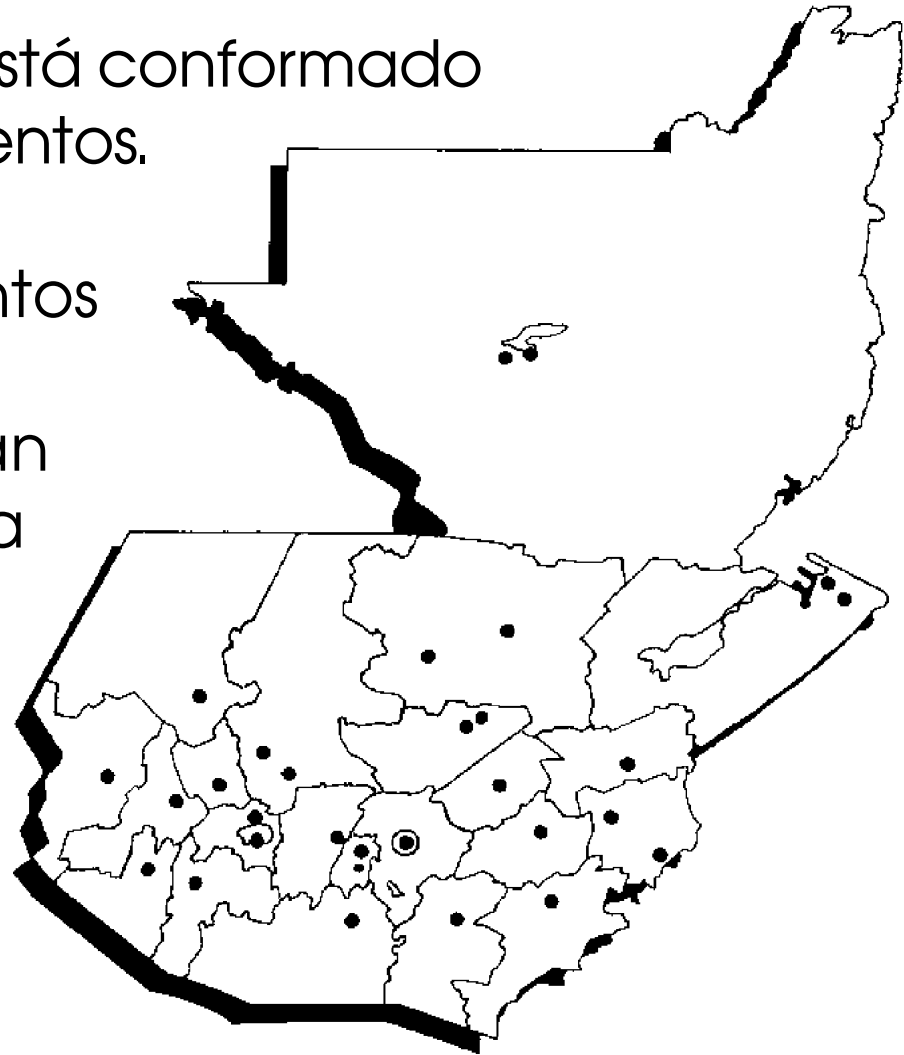 stá conformado
entos.
ntos
an
a